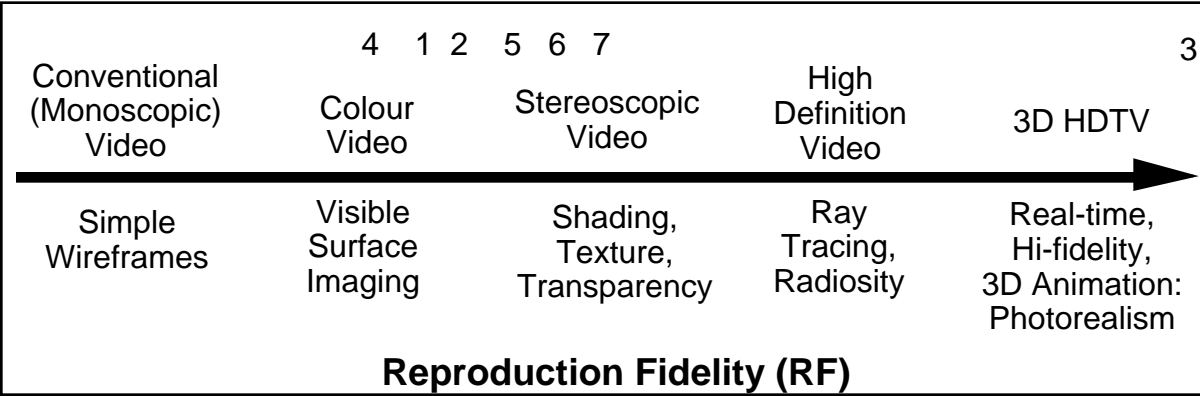 4 1 2 5 6 7 3
Conventional
(Monoscopic)
Video
Colour
Video
Stereoscopic
Video
High
Definition
Video
3D HDTV
Simple
Wireframes
Visible
Surface
Imaging
Shading,
Texture,
Transparency
Ray
Tracing,
Radiosity
Real-time,
Hi-fidelity,
3D Animation:
Photorealism
Reproduction Fidelity (RF)